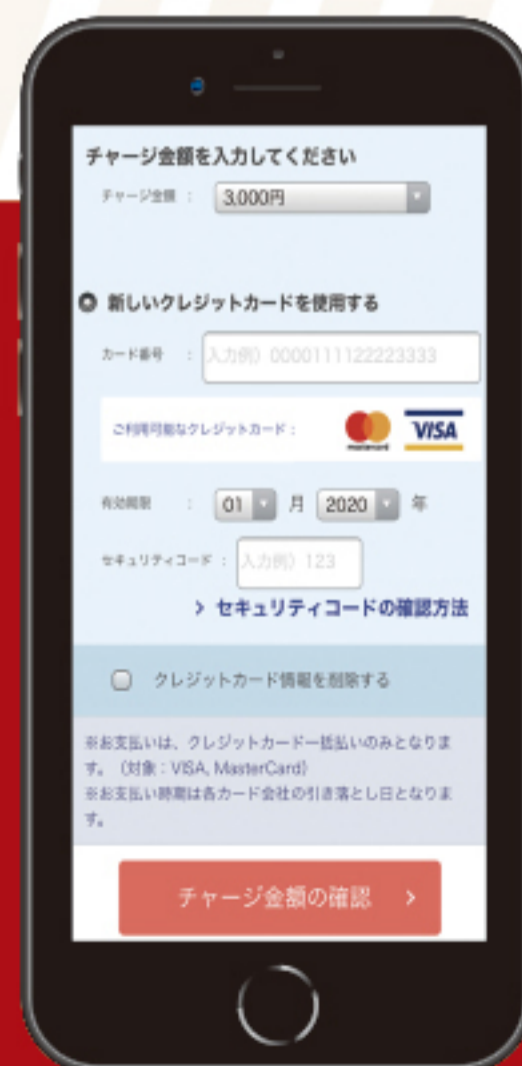 チャージ金額を入力してください
チャージ金額 : 3,000円
新しいクレジットカードを使用する
カード番号 : 入力例) 0000111122223333
ご利用可能なクレジットカード : mastercard VISA
有効期限 : 01 月 2020 年
セキュリティコード : 入力例) 123
> セキュリティコードの確認方法
クレジットカード情報を削除する
※お支払いは、クレジットカード一括払いのみとなりま
す。(対象:VISA, MasterCard)
※お支払い時期は各カード会社の引き落とし日となりま
す。
チャージ金額の確認 >